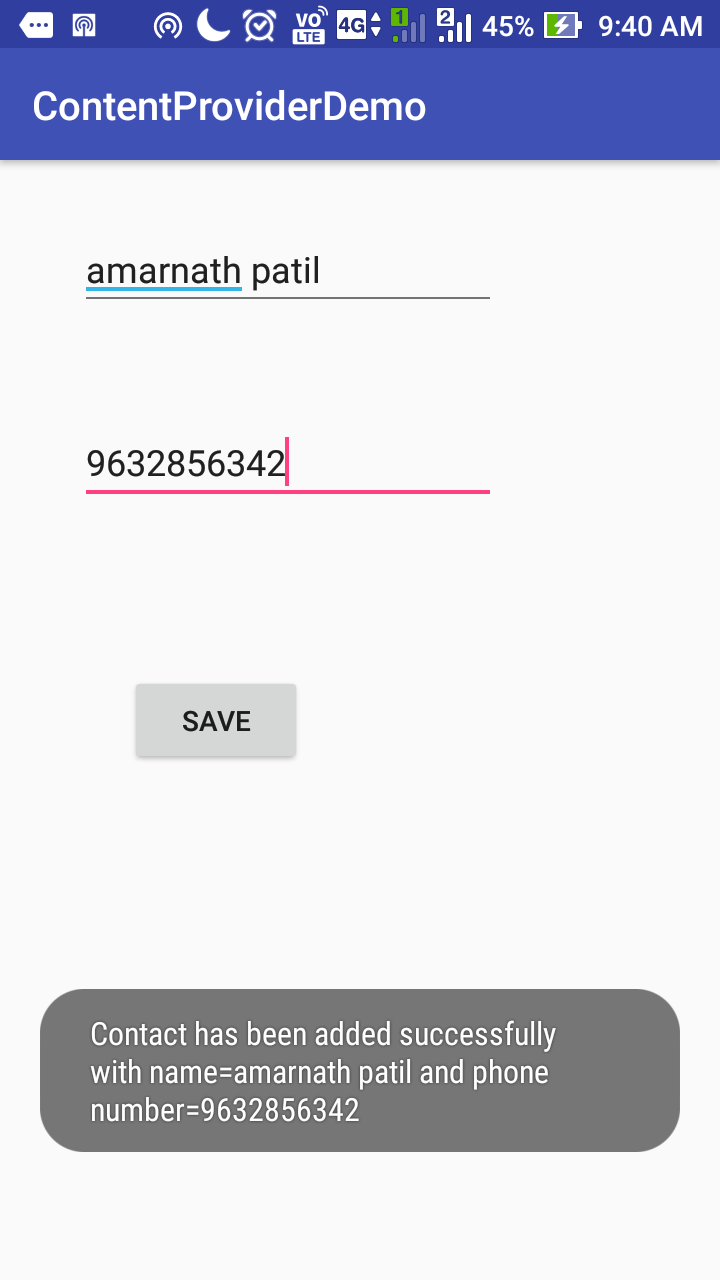 VO LTE 4G 1 2 45% 9:40 AM
ContentProviderDemo
amarnath patil
9632856342
SAVE
Contact has been added successfully
with name=amarnath patil and phone
number=9632856342